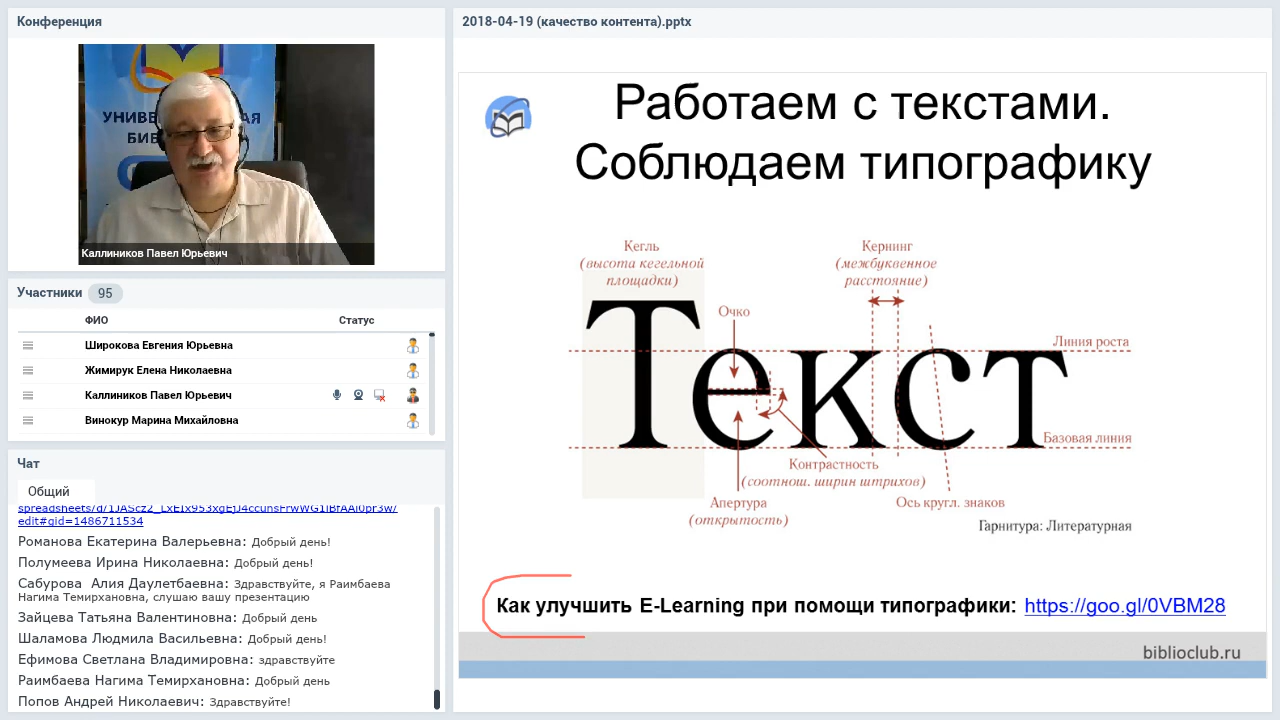 Конференция
УНИВЕ
АЯ
БИБ
Каллиников Павел Юрьевич
Участники 95
ФИО Статус
Широкова Евгения Юрьевна
Жимирук Елена Николаевна
Каллиников Павел Юрьевич
Винокур Марина Михайловна
Чат
Общий
edit#gid=1486711534
Романова Екатерина Валерьевна: Добрый день!
Полумеева Ирина Николаевна: Добрый день!
Сабурова Алия Даулетбаевна: Здравствуйте, я Раимбаева
Нагима Темирхановна, слушаю вашу презентацию
Зайцева Татьяна Валентиновна: Добрый день
Шаламова Людмила Васильевна: Добрый день!
Ефимова Светлана Владимировна: здравствуйте
Раимбаева Нагима Темирхановна: Добрый день
Попов Андрей Николаевич: Здравствуйте!
2018-04-19 (качество контента).pptx
Работаем с текстами.
Соблюдаем типографику
Кегль
(высота кегельной
площадки)
Кернинг
(межбуквенное
расстояние)
Очко
Линия роста
Текст
Базовая линия
Контрастность
(соотнош. ширин штрихов)
Апертура
(открытость)
Ось кругл. знаков
Гарнитура: Литературная
Как улучшить E-Learning при помощи типографики: https://goo.gl/0VBM28
biblioclub.ru